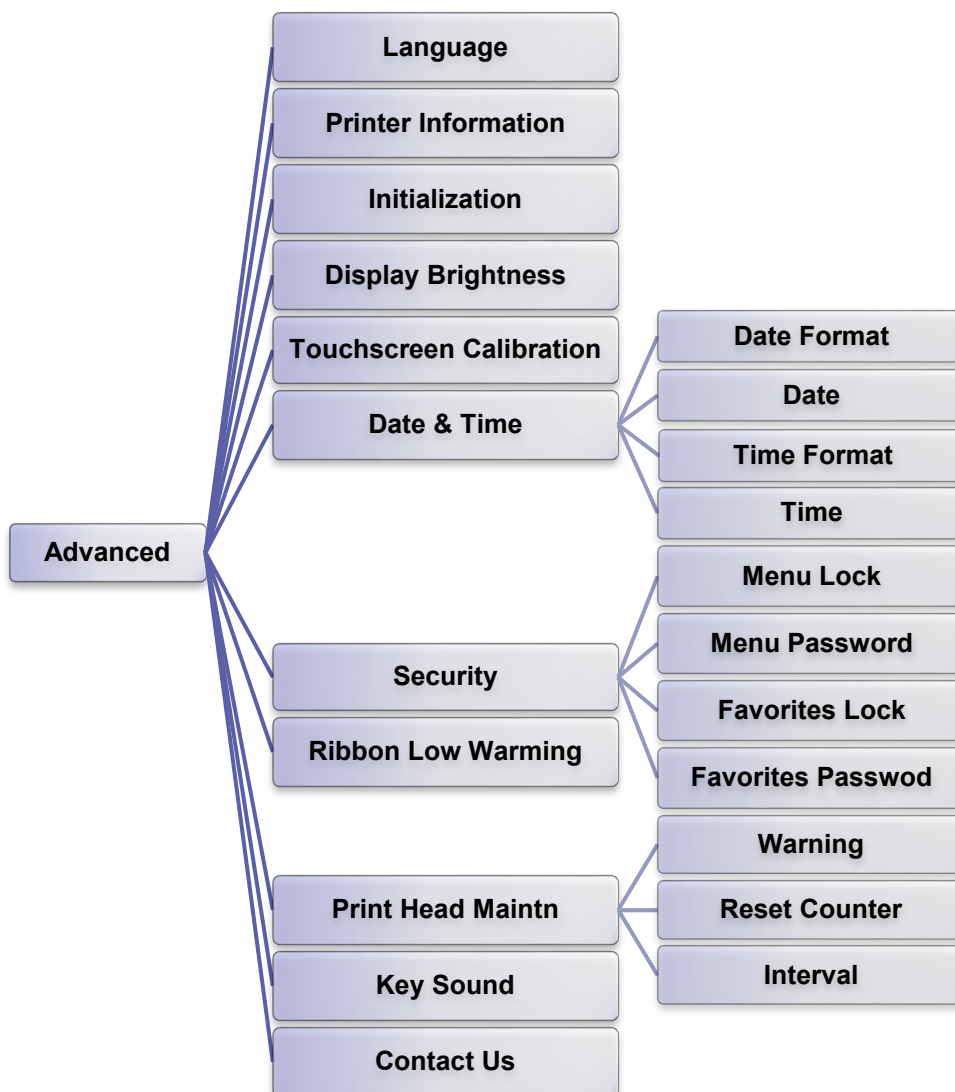 Language
Printer Information
Initialization
Display Brightness
Touchscreen Calibration
Date & Time
Date Format
Date
Time Format
Time
Advanced
Security
Menu Lock
Menu Password
Favorites Lock
Favorites Passwod
Ribbon Low Warming
Print Head Maintn
Warning
Reset Counter
Interval
Key Sound
Contact Us